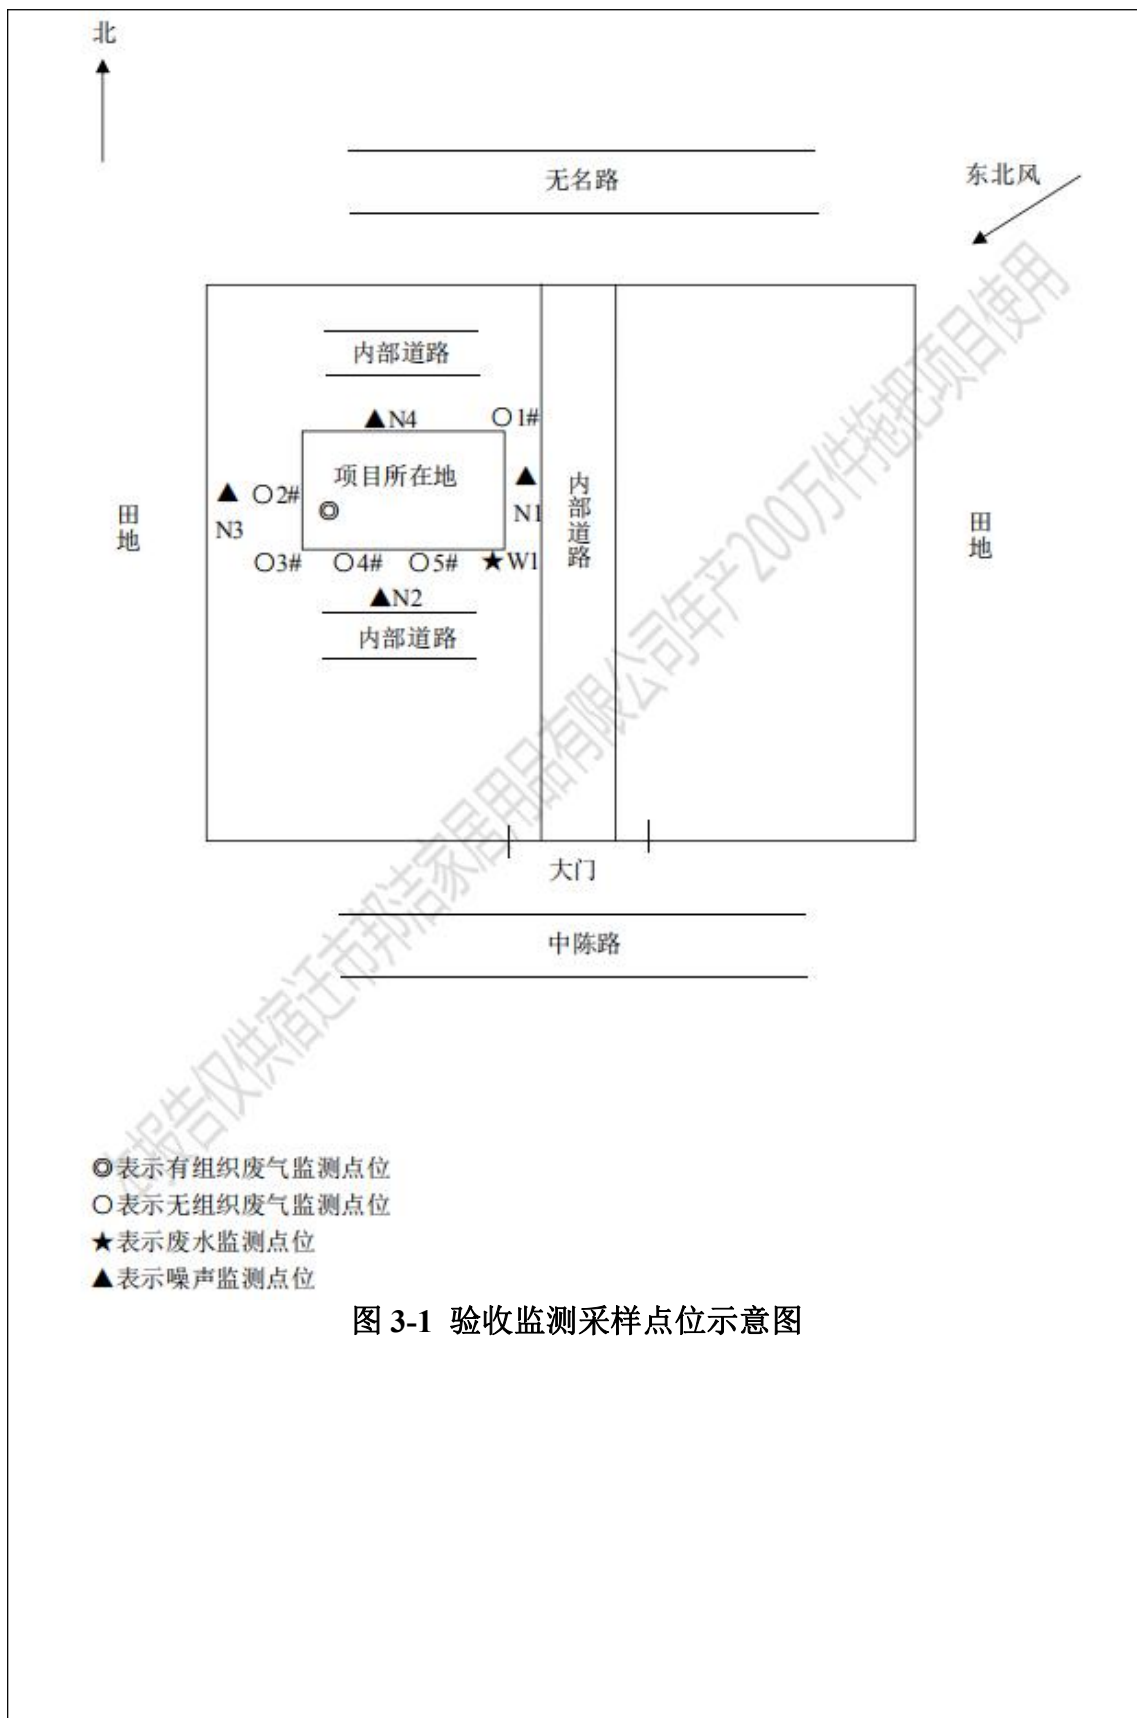 北
无名路
东北风
内部道路
▲N4
○1#
项目所在地
▲
○2#
◎
▲
N1
N3
内部道路
田地
田地
○3#
○4#
○5#
★W1
▲N2
内部道路
大门
中陈路
本报告仅供宿迁市邦洁家居用品有限公司年产200万件拖把项目使用
◎表示有组织废气监测点位
○表示无组织废气监测点位
★表示废水监测点位
▲表示噪声监测点位
图 3-1 验收监测采样点位示意图